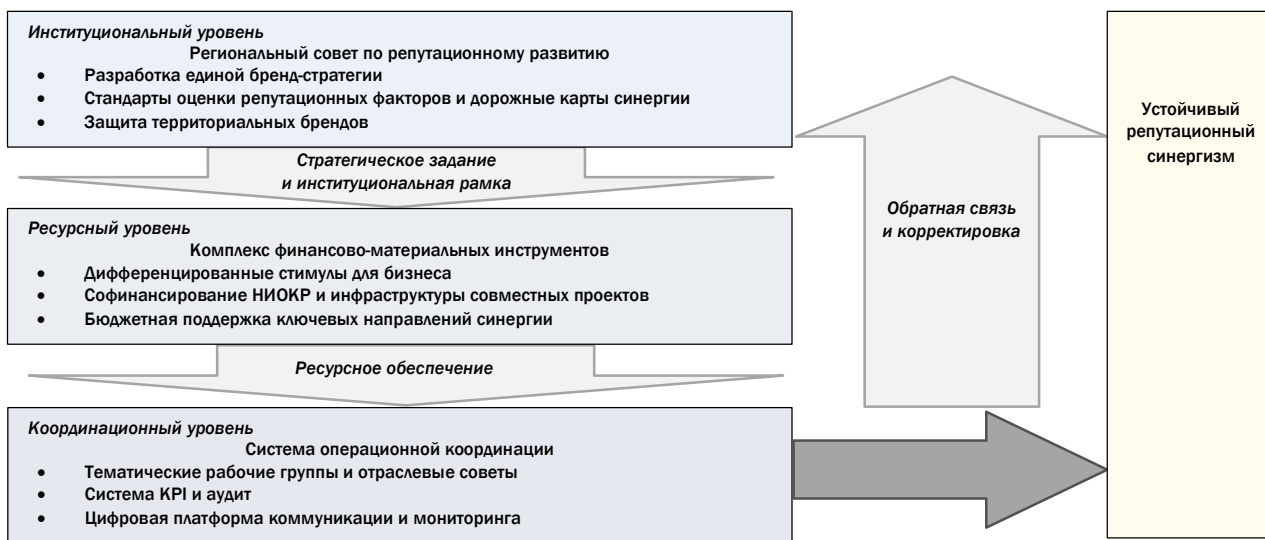 Институциональный уровень
Региональный совет по репутационному развитию
• Разработка единой бренд-стратегии
• Стандарты оценки репутационных факторов и дорожные карты синергии
• Защита территориальных брендов
Стратегическое задание
и институциональная рамка
Ресурсный уровень
Комплекс финансово-материальных инструментов
• Дифференцированные стимулы для бизнеса
• Софинансирование НИОКР и инфраструктуры совместных проектов
• Бюджетная поддержка ключевых направлений синергии
Ресурсное обеспечение
Координационный уровень
Система операционной координации
• Тематические рабочие группы и отраслевые советы
• Система KPI и аудит
• Цифровая платформа коммуникации и мониторинга
Обратная связь
и корректировка
Устойчивый
репутационный
синергизм